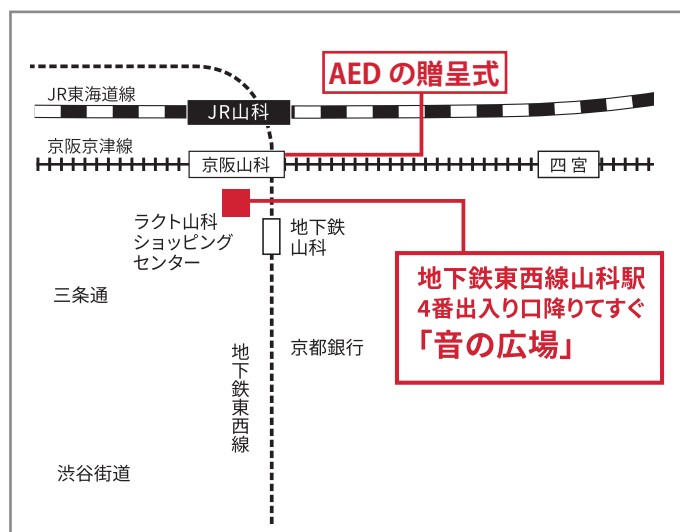 AED の贈呈式
JR東海道線
JR山科
京阪京津線
京阪山科
四宮
ラクト山科
ショッピング
センター
地下鉄
山科
地下鉄東西線山科駅
4番出入り口降りてすぐ
「音の広場」
三条通
京都銀行
地下鉄東西線
渋谷街道